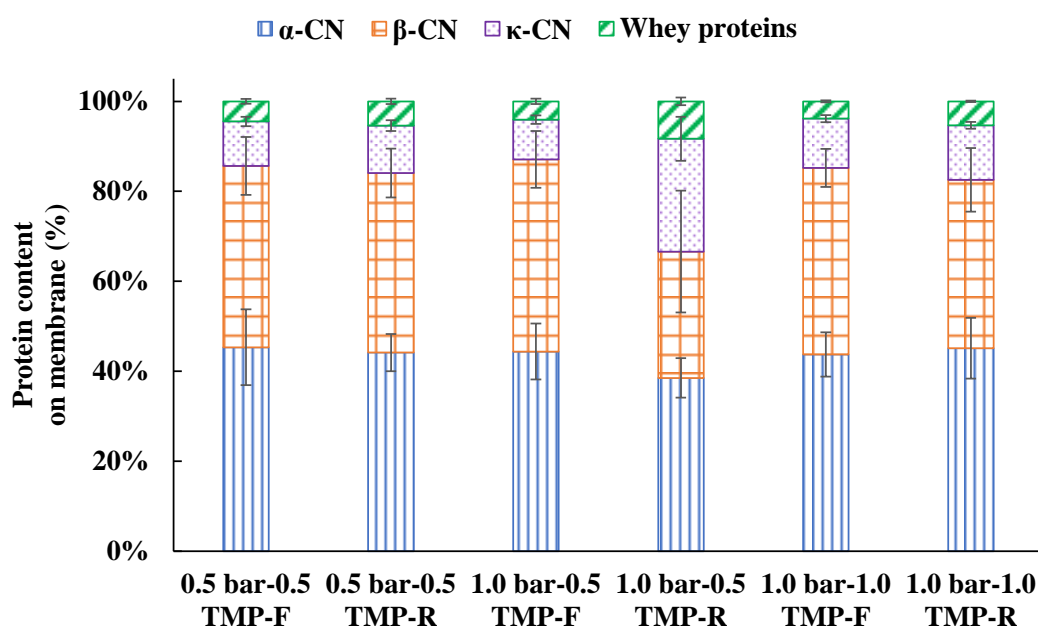 α-CN β-CN κ-CN Whey proteins
Protein content
on membrane (%)
100%
80%
60%
40%
20%
0%
0.5 bar-0.5 0.5 bar-0.5 1.0 bar-0.5 1.0 bar-0.5 1.0 bar-1.0 1.0 bar-1.0
TMP-F TMP-R TMP-F TMP-R TMP-F TMP-R